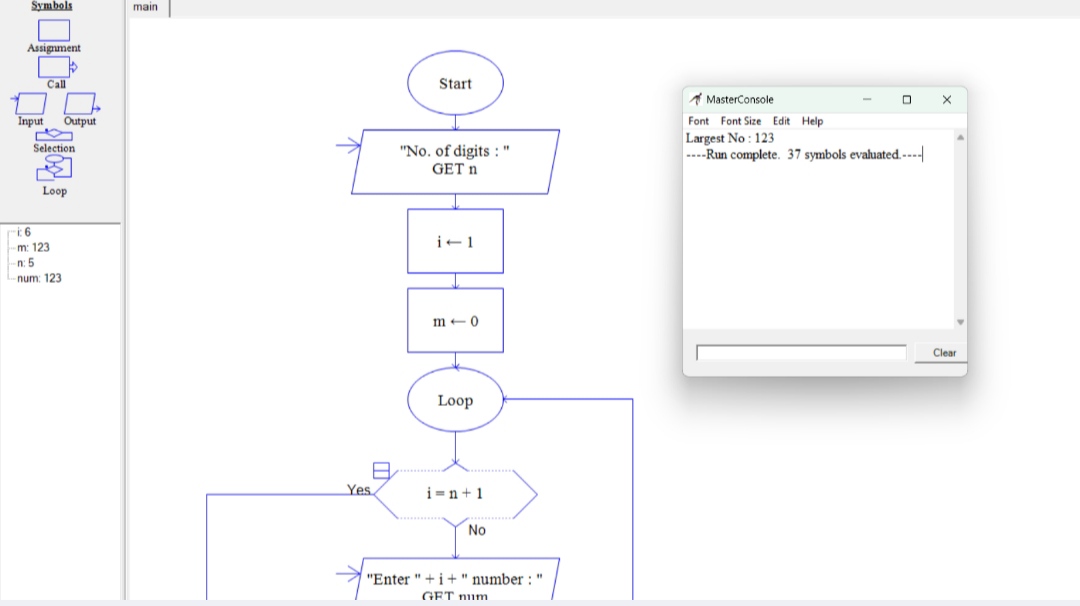 Symbols
Assignment
Call
Input Output
Selection
Loop
i: 6
m: 123
n: 5
num: 123
main
Start
"No. of digits : "
GET n
i ← 1
m ← 0
Loop
Yes
i = n + 1
No
"Enter " + i + " number : "
GET num
MasterConsole
Font Font Size Edit Help
Largest No : 123
----Run complete.  37 symbols evaluated.----
Clear